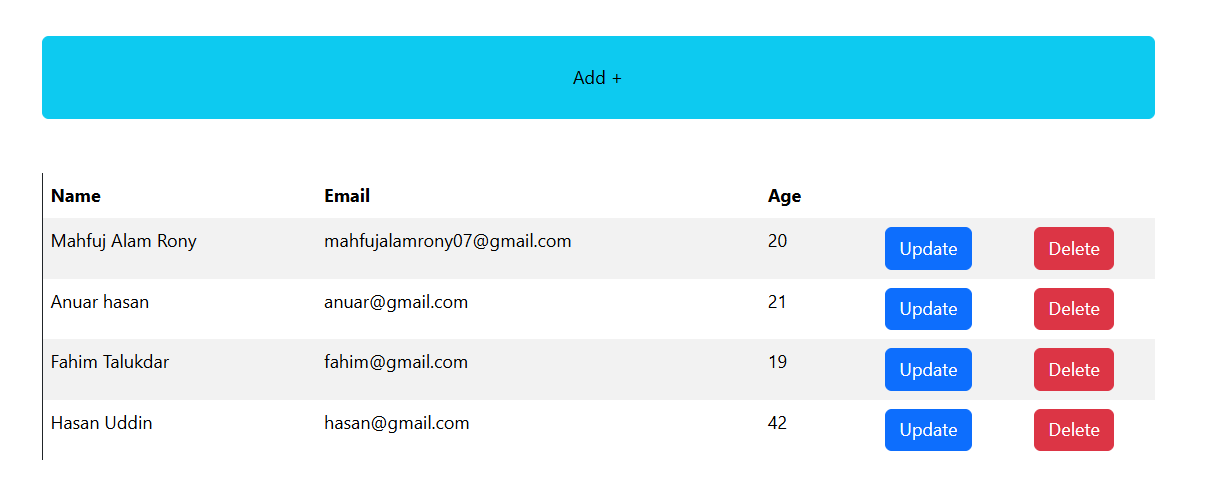 Add +
Name Email Age
Mahfuj Alam Rony mahfujalamrony07@gmail.com 20 Update Delete
Anuar hasan anuar@gmail.com 21 Update Delete
Fahim Talukdar fahim@gmail.com 19 Update Delete
Hasan Uddin hasan@gmail.com 42 Update Delete